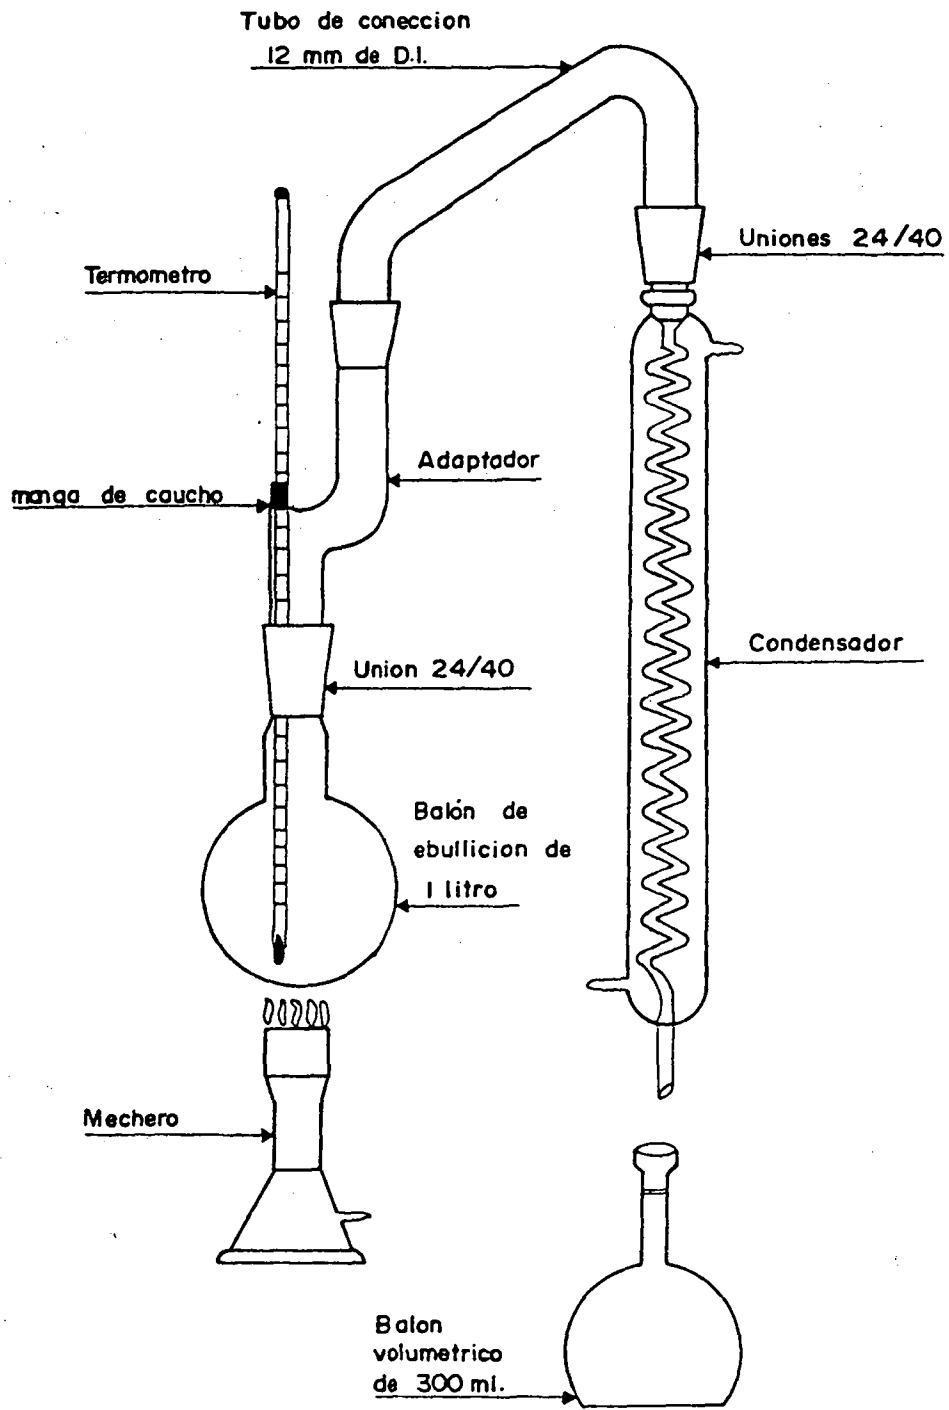 Tubo de coneccion
12 mm de D.I.
Uniones 24/40
Termometro
Adaptador
manga de caucho
Condensador
Union 24/40
Balón de
ebullicion de
1 litro
Mechero
Balon
volumetrico
de 300 ml.